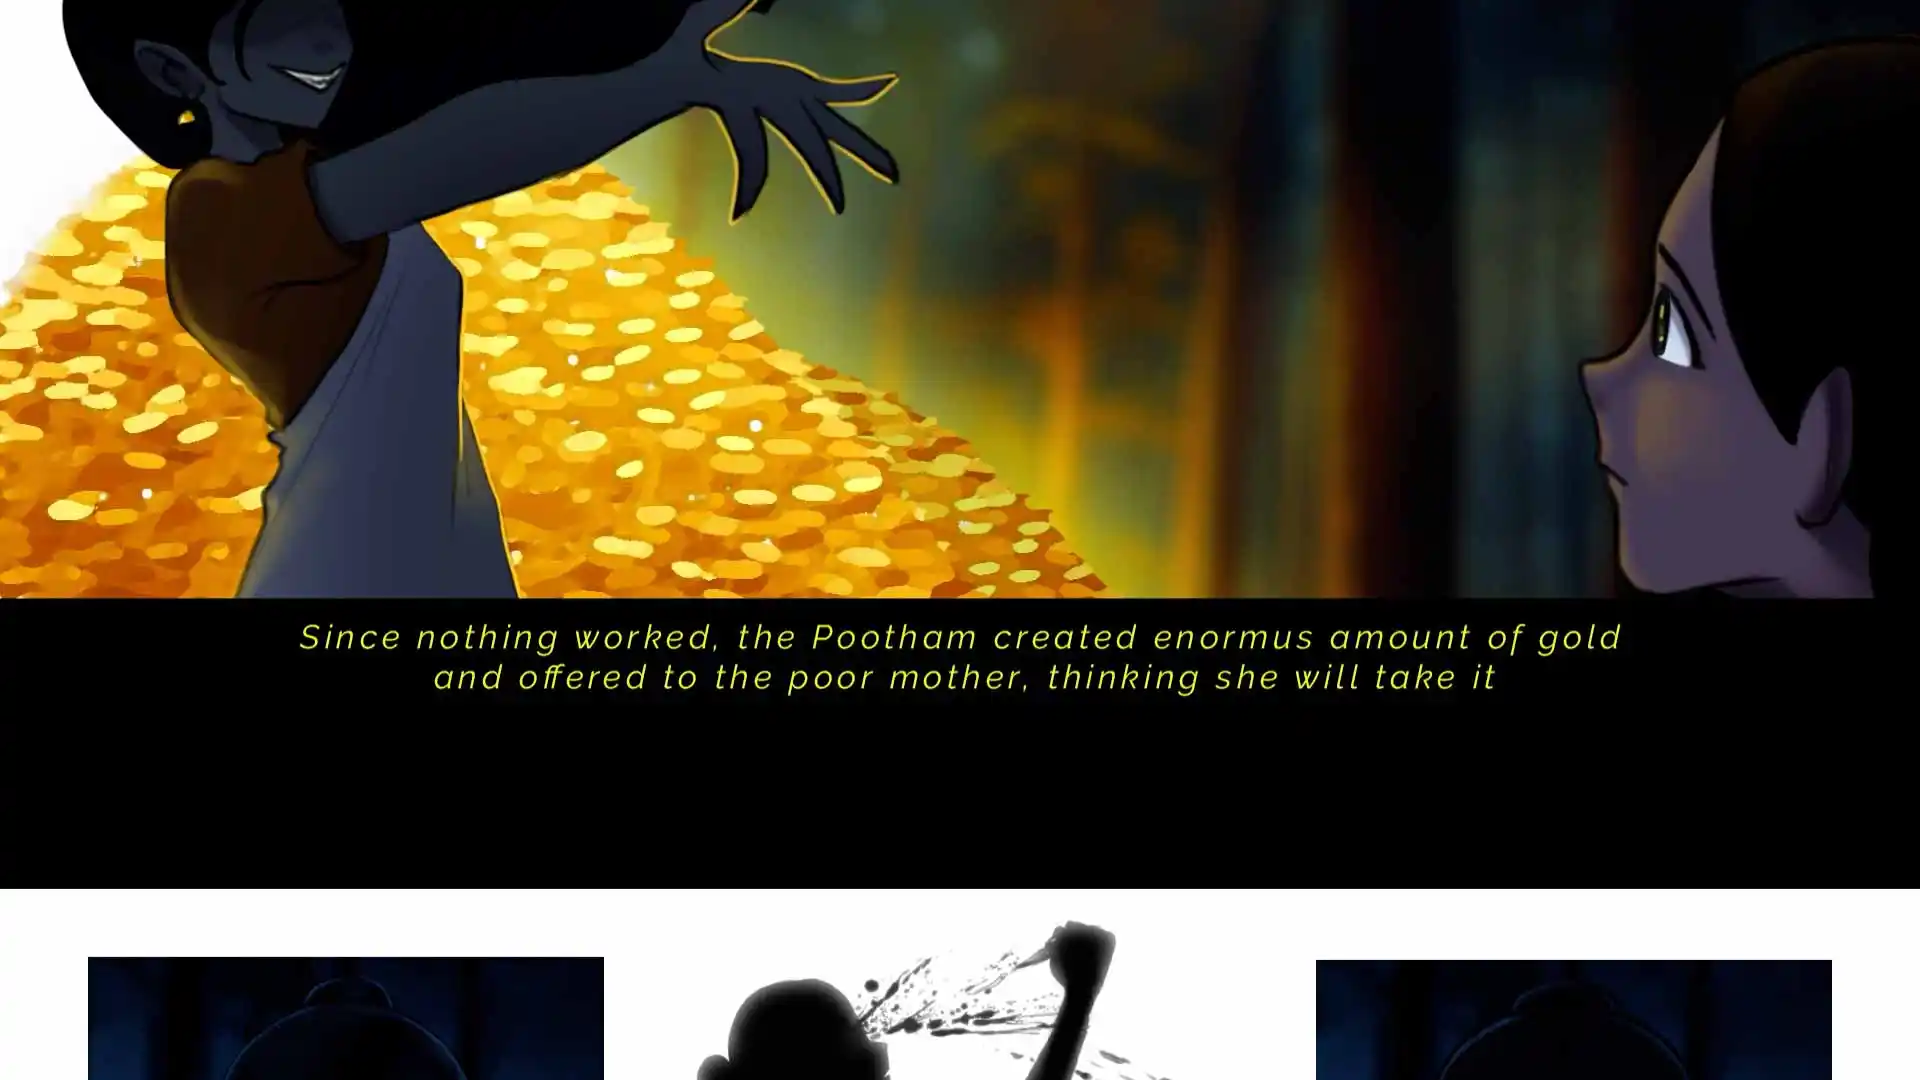 Since nothing worked, the Pootham created enormus amount of gold
and offered to the poor mother, thinking she will take it